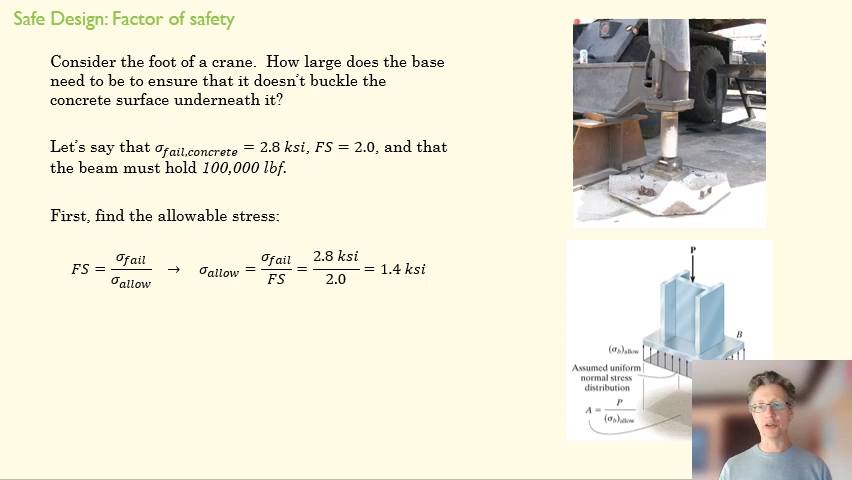 Safe Design: Factor of safety
Consider the foot of a crane. How large does the base
need to be to ensure that it doesn't buckle the
concrete surface underneath it?
Let's say that σfail,concrete = 2.8 ksi, FS = 2.0, and that
the beam must hold 100,000 lbf.
First, find the allowable stress:
FS = σfail / σallow → σallow = σfail / FS = 2.8 ksi / 2.0 = 1.4 ksi
P
B
(σb)allow
Assumed uniform
normal stress
distribution
A = P / (σb)allow